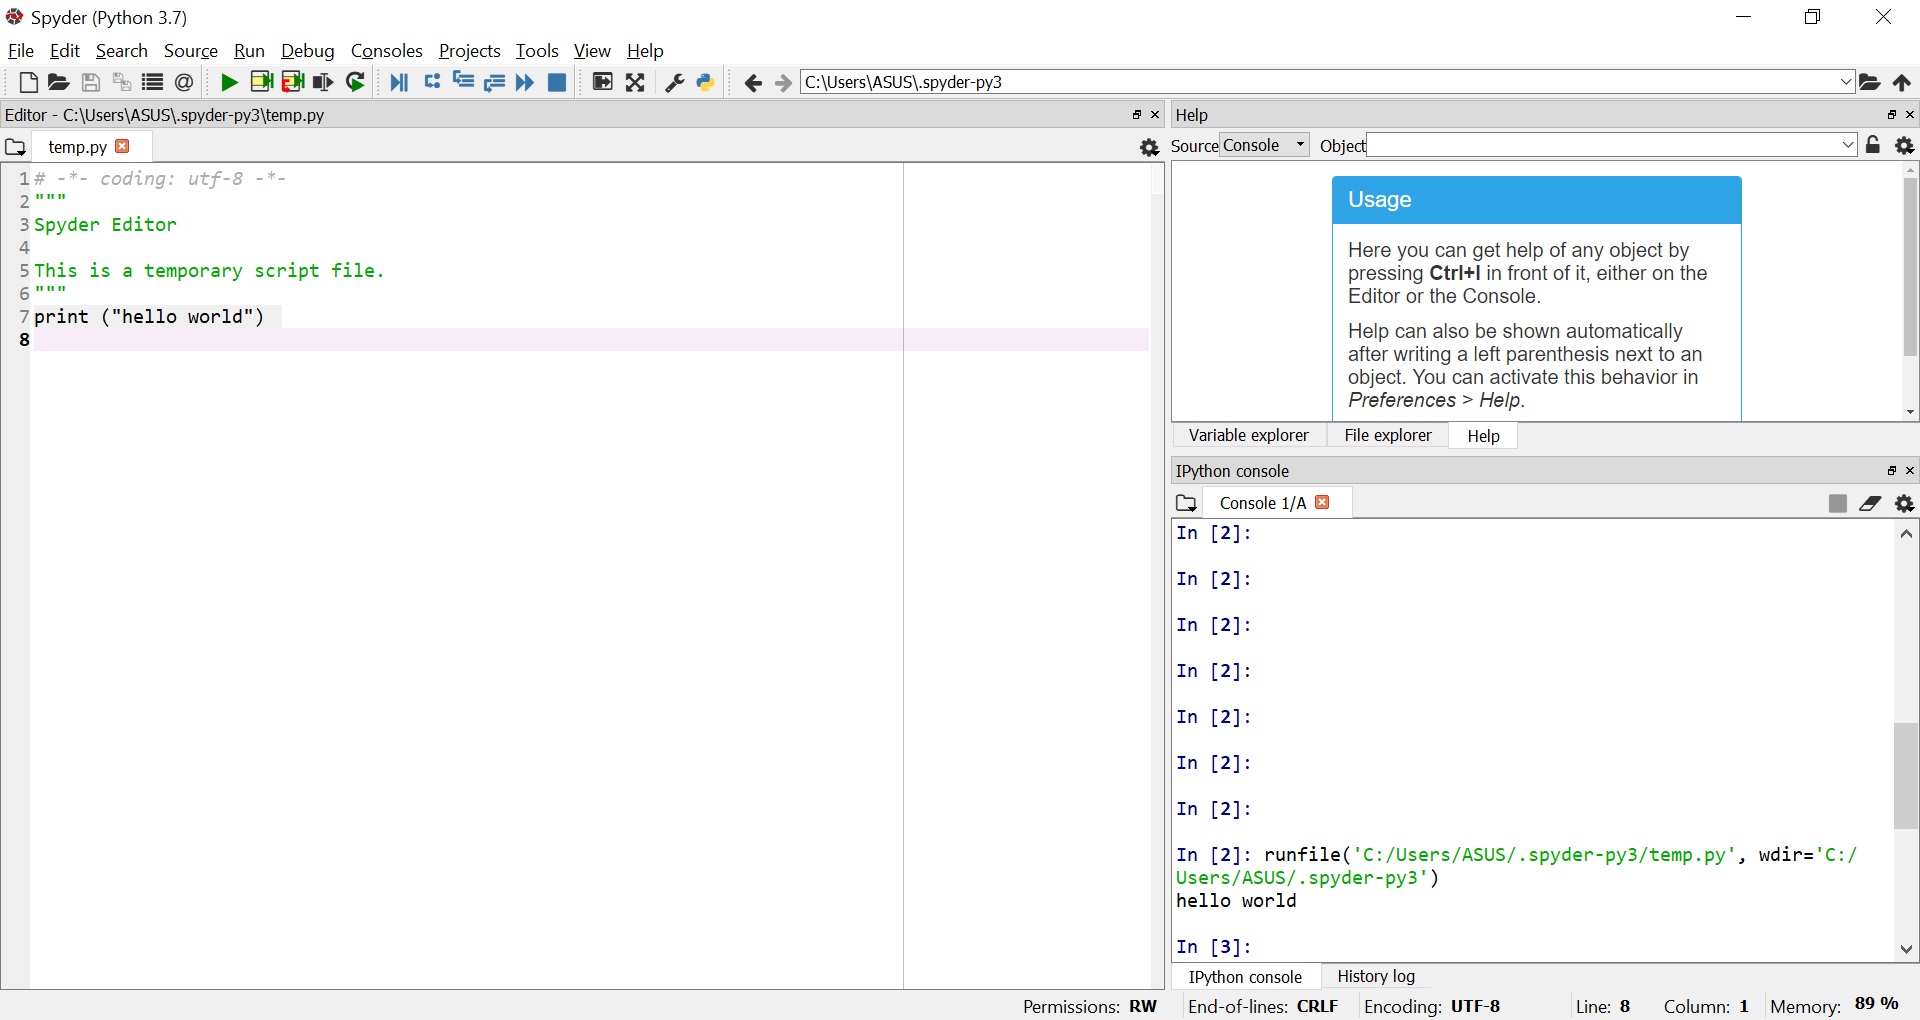 Spyder (Python 3.7)
File Edit Search Source Run Debug Consoles Projects Tools View Help
C:\Users\ASUS\.spyder-py3
Editor - C:\Users\ASUS\.spyder-py3\temp.py
temp.py
1 # -*- coding: utf-8 -*-
2 """
3 Spyder Editor
4
5 This is a temporary script file.
6 """
7 print ("hello world")
8
Help
Source Console Object
Usage
Here you can get help of any object by
pressing Ctrl+I in front of it, either on the
Editor or the Console.
Help can also be shown automatically
after writing a left parenthesis next to an
object. You can activate this behavior in
Preferences > Help.
Variable explorer File explorer Help
IPython console
Console 1/A
In [2]:
In [2]:
In [2]:
In [2]:
In [2]:
In [2]:
In [2]:
In [2]: runfile('C:/Users/ASUS/.spyder-py3/temp.py', wdir='C:/
Users/ASUS/.spyder-py3')
hello world
In [3]:
IPython console History log
Permissions: RW End-of-lines: CRLF Encoding: UTF-8 Line: 8 Column: 1 Memory: 89 %